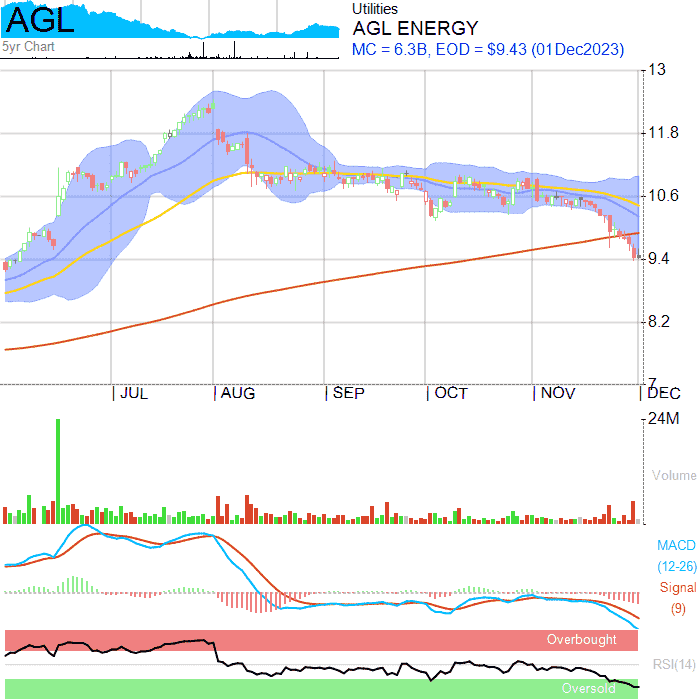 AGL
5yr Chart
Utilities
AGL ENERGY
MC = 6.3B, EOD = $9.43 (01Dec2023)
13
11.8
10.6
9.4
8.2
7
JUL
AUG
SEP
OCT
NOV
DEC
24M
Volume
MACD
(12-26)
Signal
(9)
Overbought
RSI(14)
Oversold